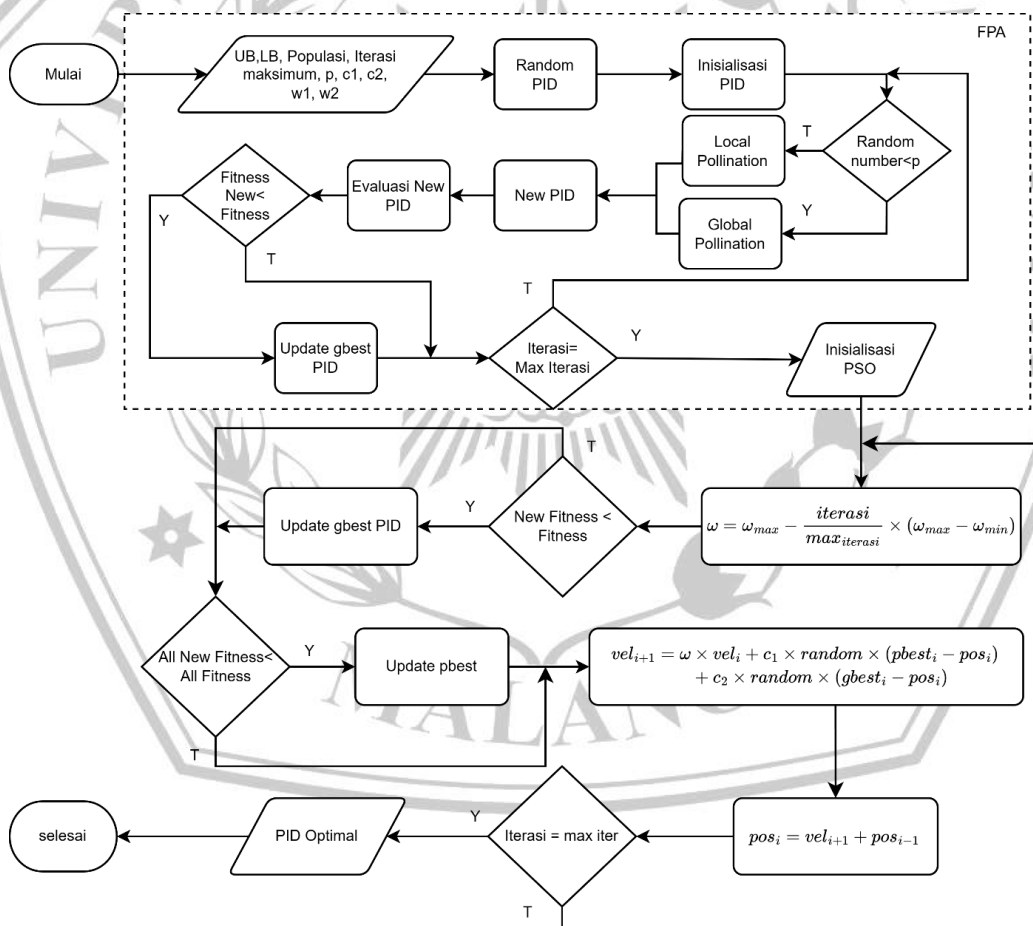 FPA
Mulai
UB,LB, Populasi, Iterasi
maksimum, p, c1, c2,
w1, w2
Random
PID
Inisialisasi
PID
Random
number<p
T
Y
Local
Pollination
Global
Pollination
New PID
Evaluasi New
PID
Fitness
New<
Fitness
Y
T
Update gbest
PID
Iterasi=
Max Iterasi
T
Y
Inisialisasi
PSO
ω = ω_max − iterasi / max_iterasi × (ω_max − ω_min)
New Fitness <
Fitness
T
Y
Update gbest PID
All New Fitness<
All Fitness
Y
T
Update pbest
vel_{i+1} = ω × vel_i + c_1 × random × (pbest_i − pos_i)
+ c_2 × random × (gbest_i − pos_i)
pos_i = vel_{i+1} + pos_{i−1}
Iterasi = max iter
Y
T
PID Optimal
selesai
UNIV
MALANG